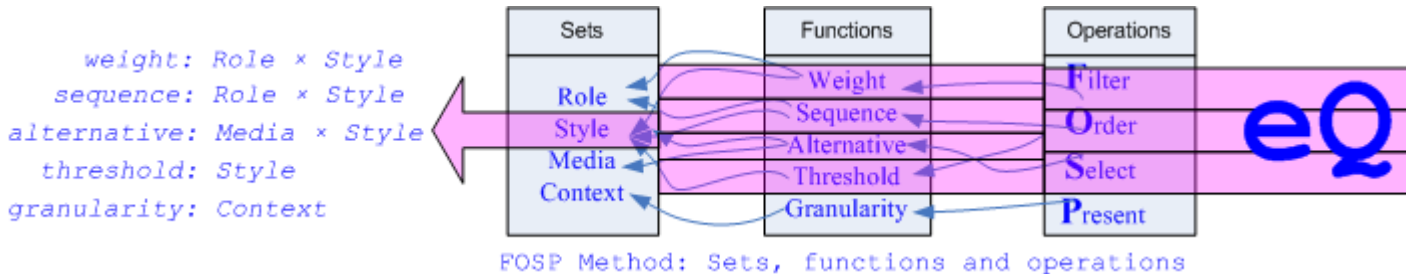 weight: Role × Style
sequence: Role × Style
alternative: Media × Style
threshold: Style
granularity: Context
Sets
Role
Style
Media
Context
Functions
Weight
Sequence
Alternative
Threshold
Granularity
Operations
Filter
Order
Select
Present
eQ
FOSP Method: Sets, functions and operations